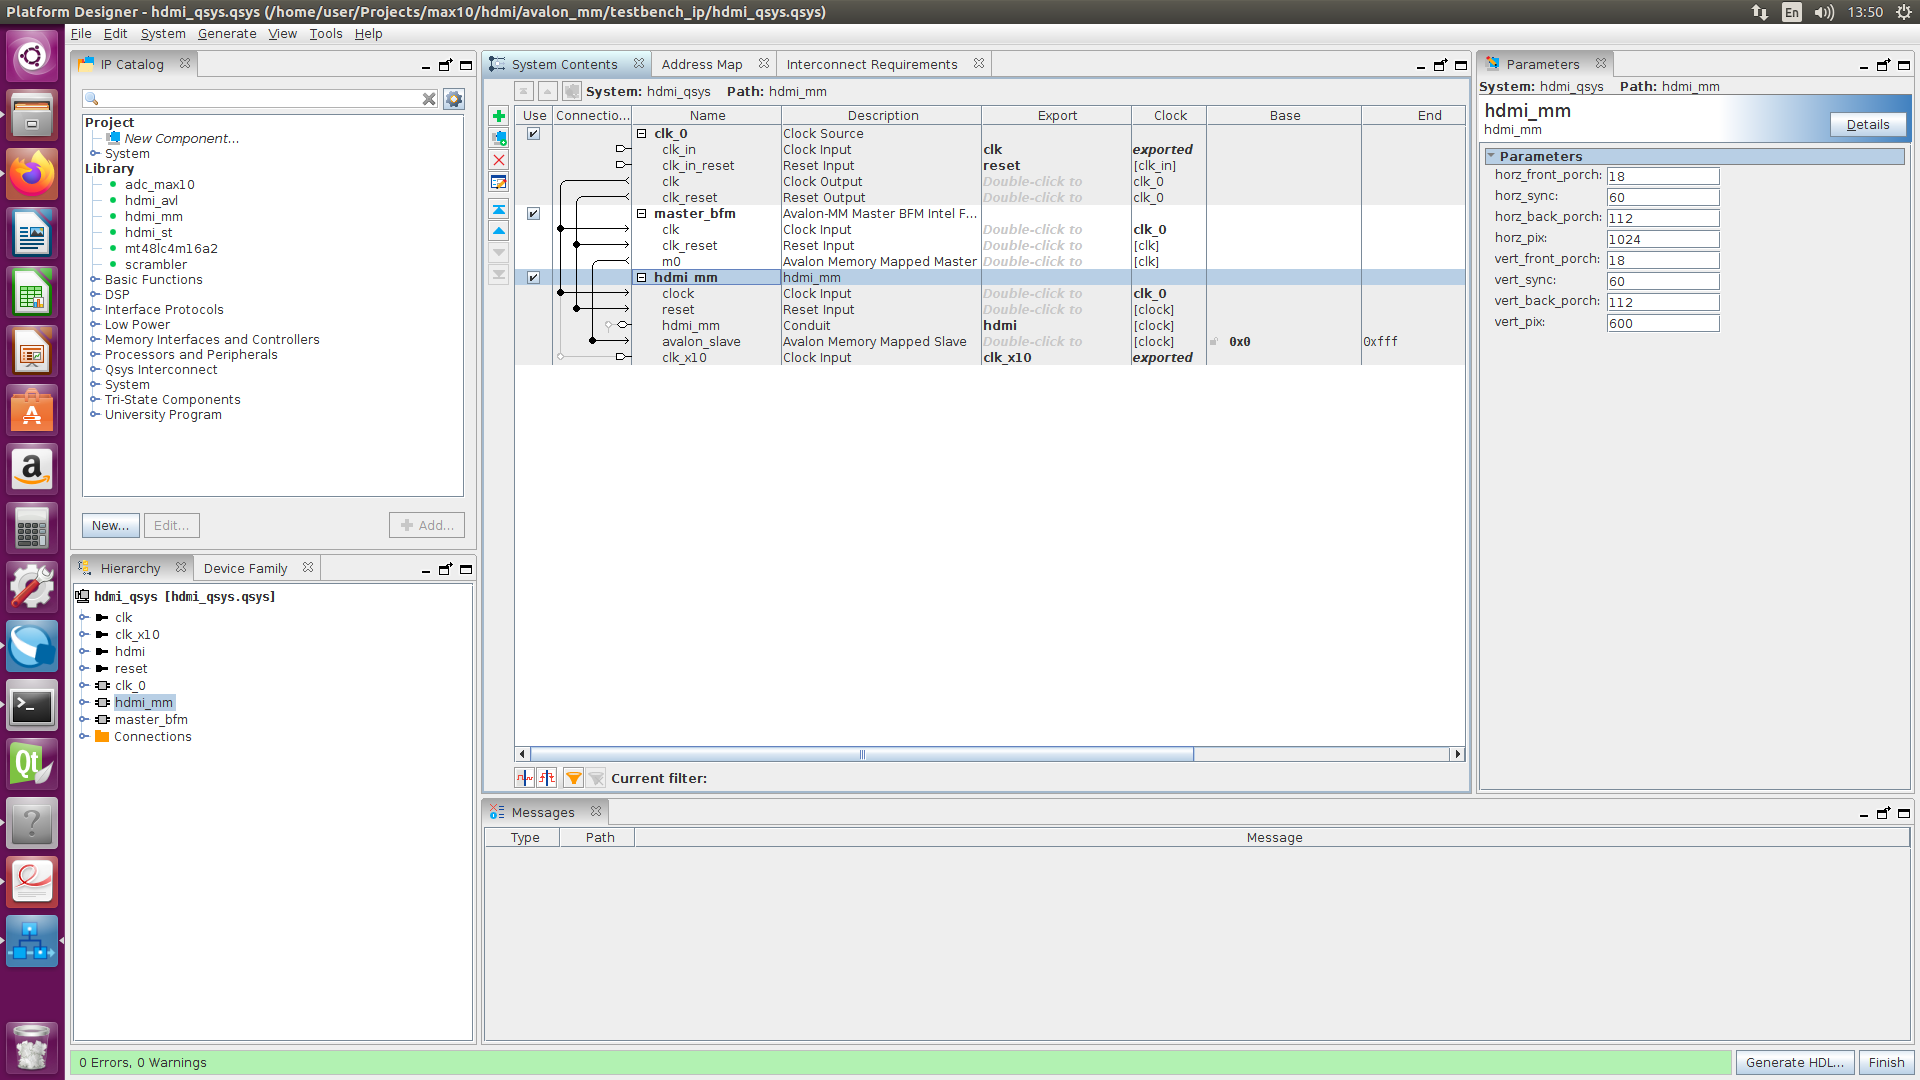 Platform Designer - hdmi_qsys.qsys (/home/user/Projects/max10/hdmi/avalon_mm/testbench_ip/hdmi_qsys.qsys)
En 13:50
File Edit System Generate View Tools Help
IP Catalog
Project
New Component...
System
Library
adc_max10
hdmi_avl
hdmi_mm
hdmi_st
mt48lc4m16a2
scrambler
Basic Functions
DSP
Interface Protocols
Low Power
Memory Interfaces and Controllers
Processors and Peripherals
Qsys Interconnect
System
Tri-State Components
University Program
New... Edit... Add...
Hierarchy Device Family
hdmi_qsys [hdmi_qsys.qsys]
clk
clk_x10
hdmi
reset
clk_0
hdmi_mm
master_bfm
Connections
System Contents Address Map Interconnect Requirements
System: hdmi_qsys Path: hdmi_mm
Use Connectio... Name Description Export Clock Base End
clk_0 Clock Source
clk_in Clock Input clk exported
clk_in_reset Reset Input reset [clk_in]
clk Clock Output Double-click to clk_0
clk_reset Reset Output Double-click to clk_0
master_bfm Avalon-MM Master BFM Intel F...
clk Clock Input Double-click to clk_0
clk_reset Reset Input Double-click to [clk]
m0 Avalon Memory Mapped Master Double-click to [clk]
hdmi_mm hdmi_mm
clock Clock Input Double-click to clk_0
reset Reset Input Double-click to [clock]
hdmi_mm Conduit hdmi [clock]
avalon_slave Avalon Memory Mapped Slave Double-click to [clock] 0x0 0xfff
clk_x10 Clock Input clk_x10 exported
Current filter:
Messages
Type Path Message
Parameters
System: hdmi_qsys Path: hdmi_mm
hdmi_mm
hdmi_mm
Details
Parameters
horz_front_porch: 18
horz_sync: 60
horz_back_porch: 112
horz_pix: 1024
vert_front_porch: 18
vert_sync: 60
vert_back_porch: 112
vert_pix: 600
0 Errors, 0 Warnings
Generate HDL... Finish